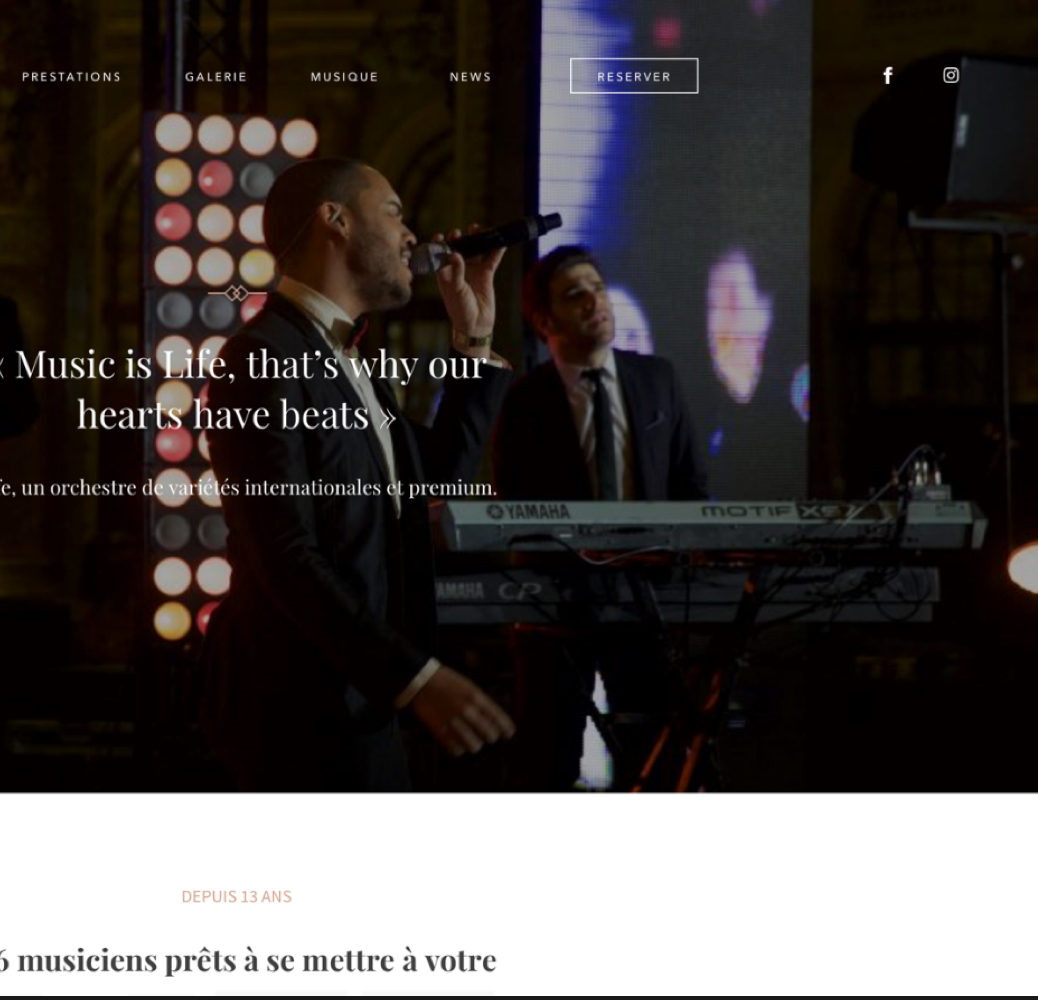 PRESTATIONS GALERIE MUSIQUE NEWS RESERVER
« Music is Life, that’s why our
hearts have beats »
fe, un orchestre de variétés internationales et premium.
YAMAHA MOTIF XS7
YAMAHA CP
DEPUIS 13 ANS
6 musiciens prêts à se mettre à votre